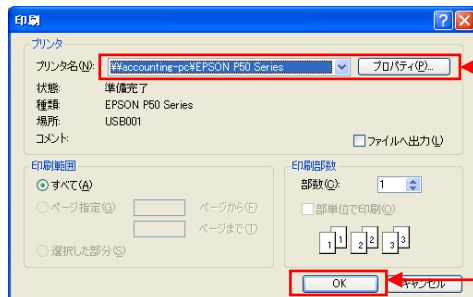 印刷
プリンタ
プリンタ名(N): ¥¥accounting-pc¥EPSON P50 Series プロパティ(P)...
状態: 準備完了
種類: EPSON P50 Series
場所: USB001
コメント: ファイルへ出力(L)
印刷範囲
すべて(A)
ページ指定(G) ページから(F)
ページまで(T)
選択した部分(S)
印刷部数
部数(C): 1
部単位で印刷(O)
1 1 2 2 3 3
OK キャンセル